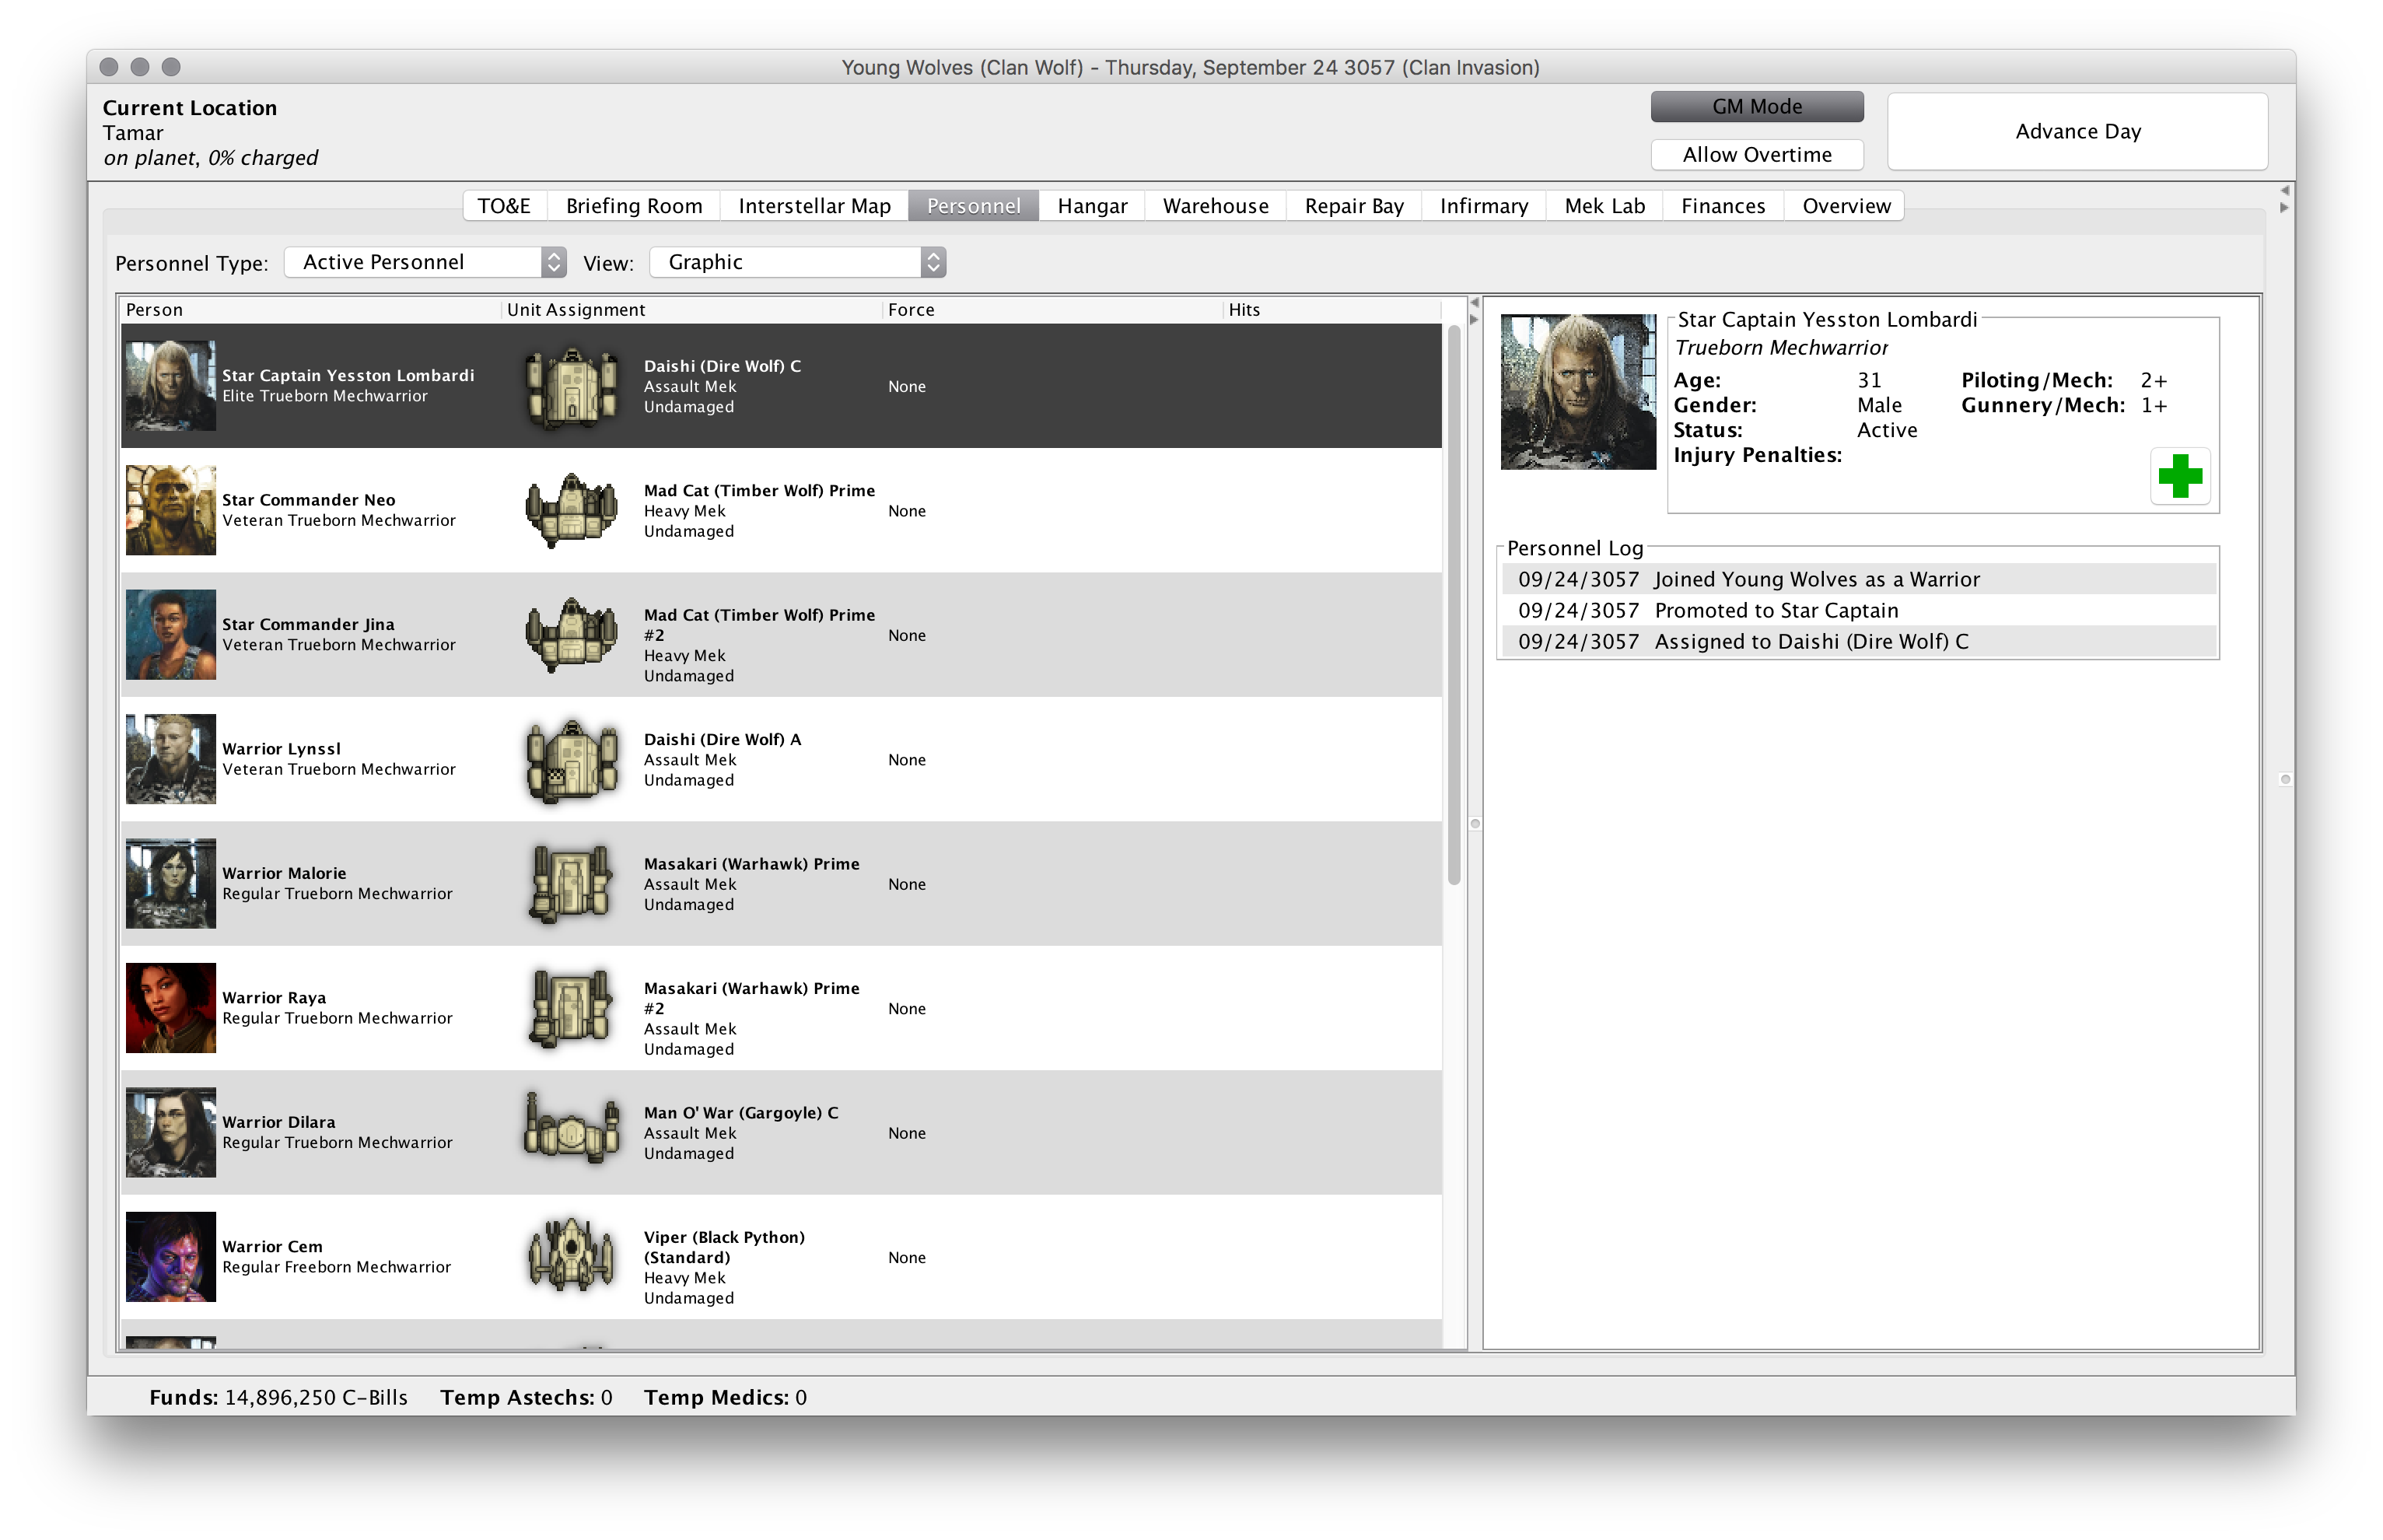 Young Wolves (Clan Wolf) - Thursday, September 24 3057 (Clan Invasion)
Current Location
Tamar
on planet, 0% charged
GM Mode
Allow Overtime
Advance Day
TO&E Briefing Room Interstellar Map Personnel Hangar Warehouse Repair Bay Infirmary Mek Lab Finances Overview
Personnel Type: Active Personnel View: Graphic
Person Unit Assignment Force Hits
Star Captain Yesston Lombardi
Elite Trueborn Mechwarrior
Daishi (Dire Wolf) C
Assault Mek
Undamaged
None
Star Commander Neo
Veteran Trueborn Mechwarrior
Mad Cat (Timber Wolf) Prime
Heavy Mek
Undamaged
None
Star Commander Jina
Veteran Trueborn Mechwarrior
Mad Cat (Timber Wolf) Prime
#2
Heavy Mek
Undamaged
None
Warrior Lynssl
Veteran Trueborn Mechwarrior
Daishi (Dire Wolf) A
Assault Mek
Undamaged
None
Warrior Malorie
Regular Trueborn Mechwarrior
Masakari (Warhawk) Prime
Assault Mek
Undamaged
None
Warrior Raya
Regular Trueborn Mechwarrior
Masakari (Warhawk) Prime
#2
Assault Mek
Undamaged
None
Warrior Dilara
Regular Trueborn Mechwarrior
Man O' War (Gargoyle) C
Assault Mek
Undamaged
None
Warrior Cem
Regular Freeborn Mechwarrior
Viper (Black Python)
(Standard)
Heavy Mek
Undamaged
None
Star Captain Yesston Lombardi
Trueborn Mechwarrior
Age: 31 Piloting/Mech: 2+
Gender: Male Gunnery/Mech: 1+
Status: Active
Injury Penalties:
Personnel Log
09/24/3057 Joined Young Wolves as a Warrior
09/24/3057 Promoted to Star Captain
09/24/3057 Assigned to Daishi (Dire Wolf) C
Funds: 14,896,250 C-Bills Temp Astechs: 0 Temp Medics: 0